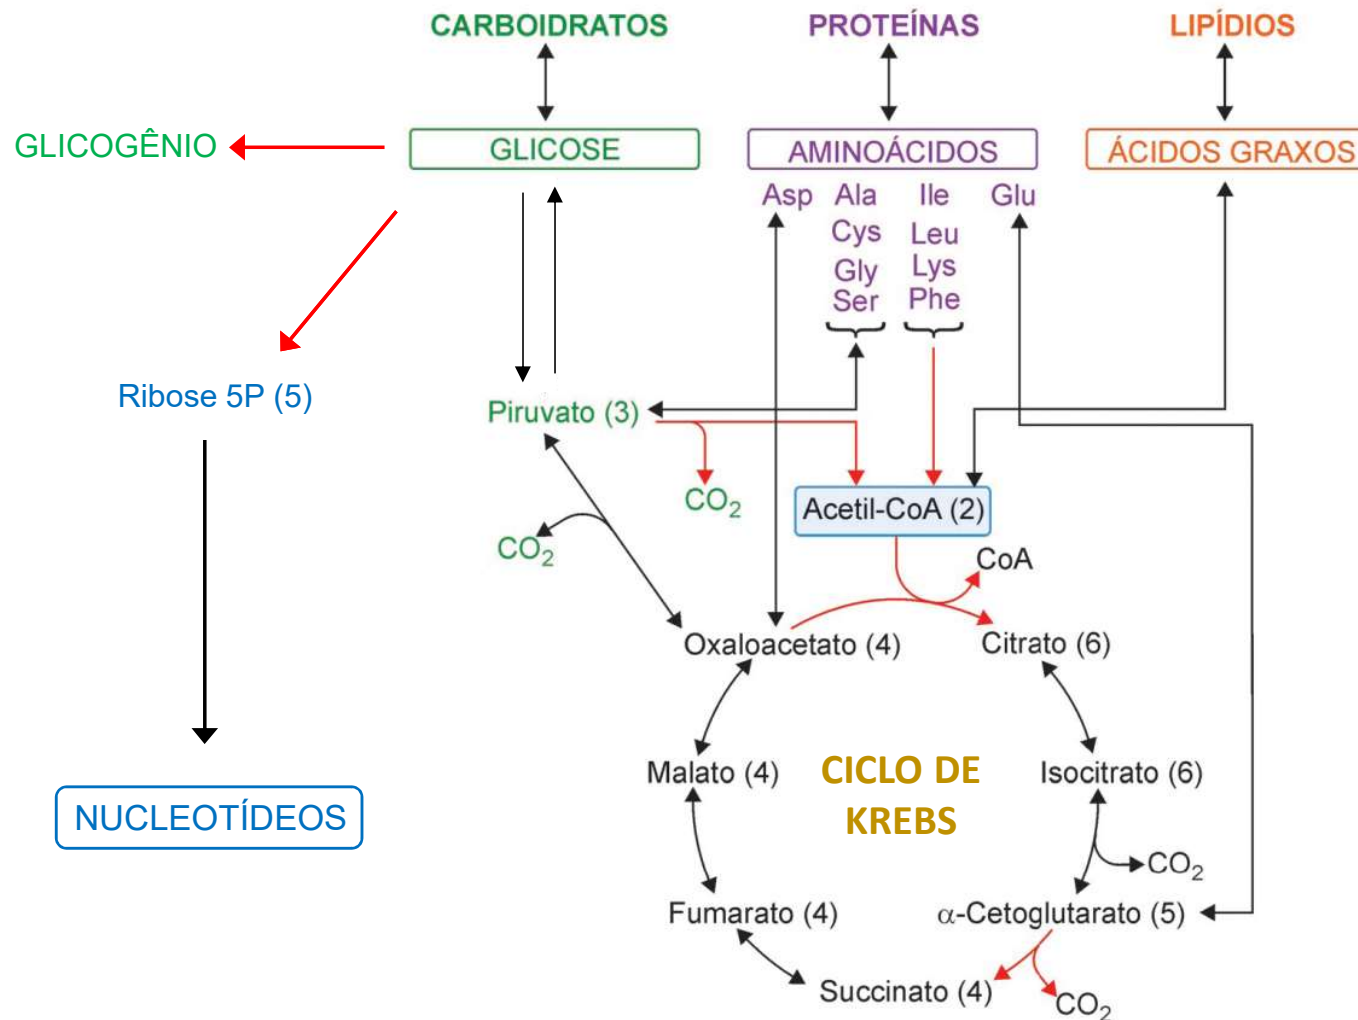 CARBOIDRATOS
PROTEÍNAS
LIPÍDIOS
GLICOGÊNIO
GLICOSE
AMINOÁCIDOS
ÁCIDOS GRAXOS
Asp
Ala
Cys
Gly
Ser
Ile
Leu
Lys
Phe
Glu
Ribose 5P (5)
Piruvato (3)
CO2
Acetil-CoA (2)
CO2
CoA
Oxaloacetato (4)
Citrato (6)
Malato (4)
CICLO DE
KREBS
Isocitrato (6)
NUCLEOTÍDEOS
CO2
Fumarato (4)
α-Cetoglutarato (5)
Succinato (4)
CO2